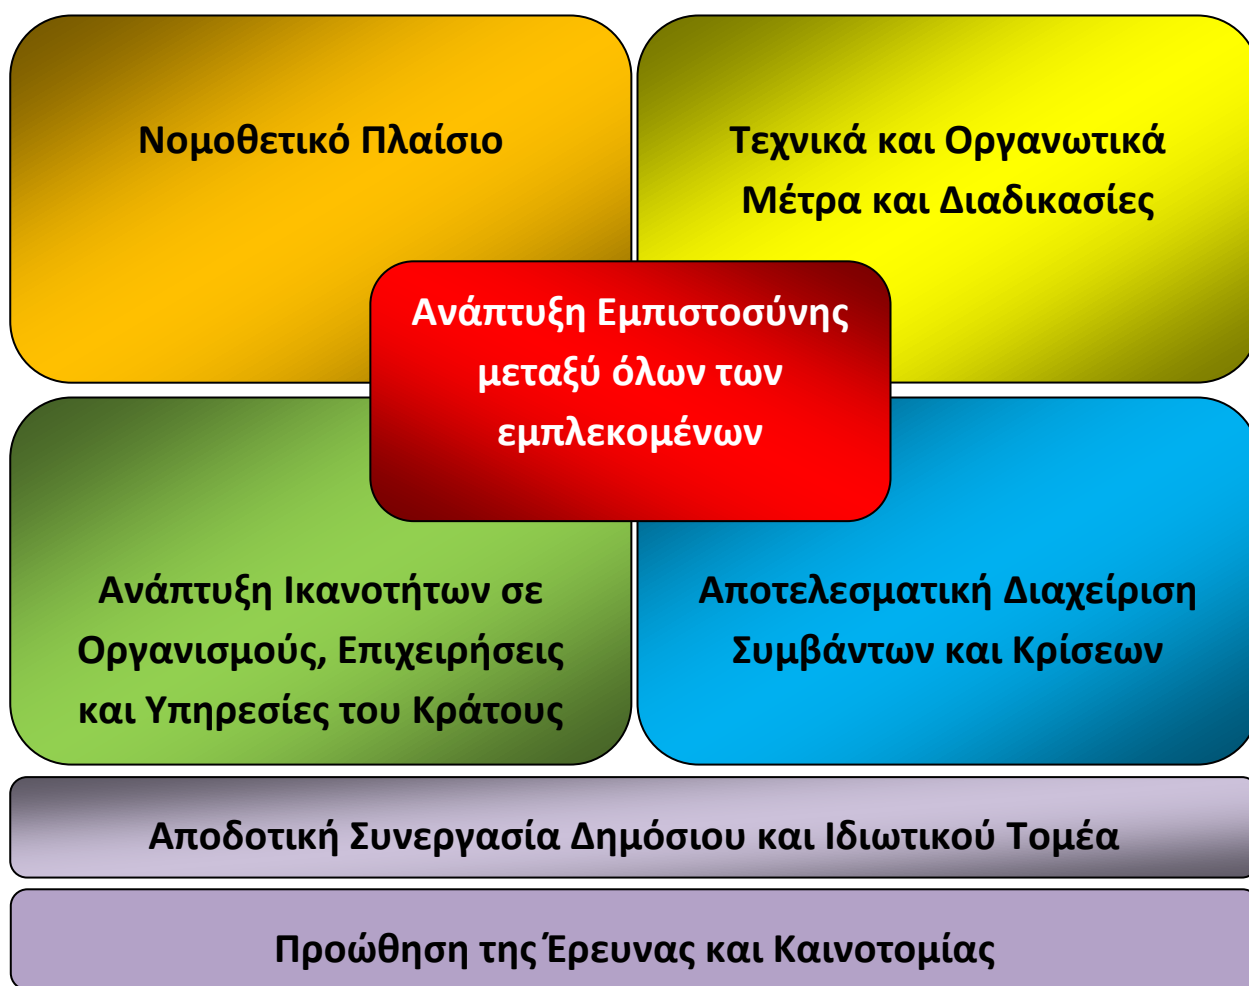 Νομοθετικό Πλαίσιο
Τεχνικά και Οργανωτικά
Μέτρα και Διαδικασίες
Ανάπτυξη Εμπιστοσύνης
μεταξύ όλων των
εμπλεκομένων
Ανάπτυξη Ικανοτήτων σε
Οργανισμούς, Επιχειρήσεις
και Υπηρεσίες του Κράτους
Αποτελεσματική Διαχείριση
Συμβάντων και Κρίσεων
Αποδοτική Συνεργασία Δημόσιου και Ιδιωτικού Τομέα
Προώθηση της Έρευνας και Καινοτομίας